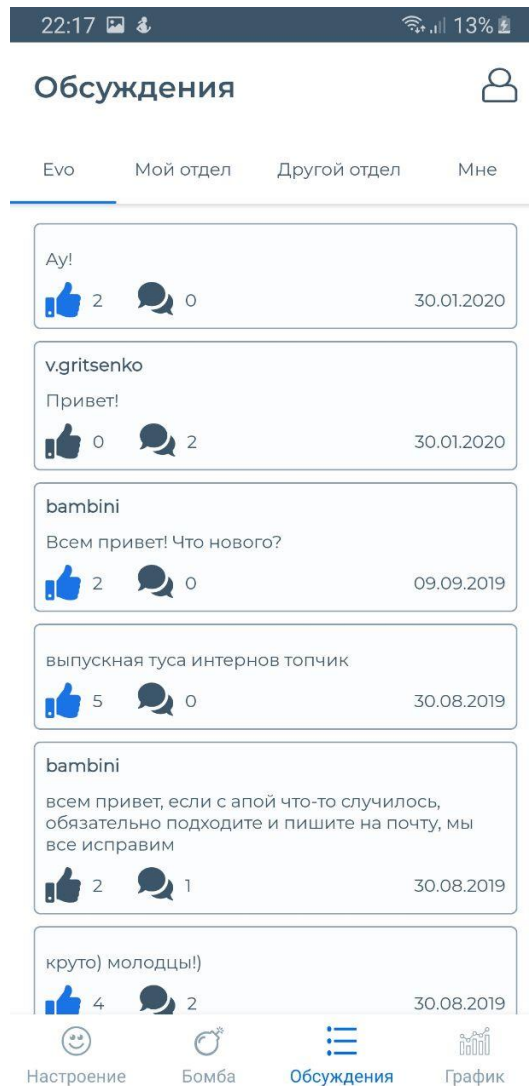 22:17 13%
Обсуждения
Evo Мой отдел Другой отдел Мне
Ау!
2 0 30.01.2020
v.gritsenko
Привет!
0 2 30.01.2020
bambini
Всем привет! Что нового?
2 0 09.09.2019
выпускная туса интернов топчик
5 0 30.08.2019
bambini
всем привет, если с апой что-то случилось,
обязательно подходите и пишите на почту, мы
все исправим
2 1 30.08.2019
круто) молодцы!)
4 2 30.08.2019
Настроение Бомба Обсуждения График